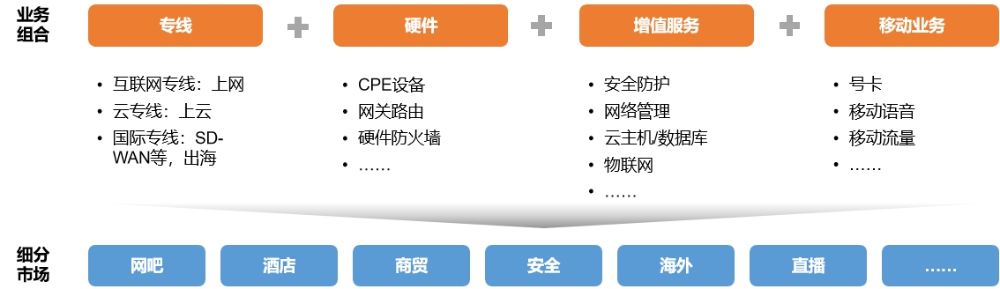 业务
组合
专线
硬件
增值服务
移动业务
• 互联网专线：上网
• 云专线：上云
• 国际专线：SD-
WAN等，出海
• CPE设备
• 网关路由
• 硬件防火墙
• ……
• 安全防护
• 网络管理
• 云主机/数据库
• 物联网
• ……
• 号卡
• 移动语音
• 移动流量
• ……
细分
市场
网吧
酒店
商贸
安全
海外
直播
……